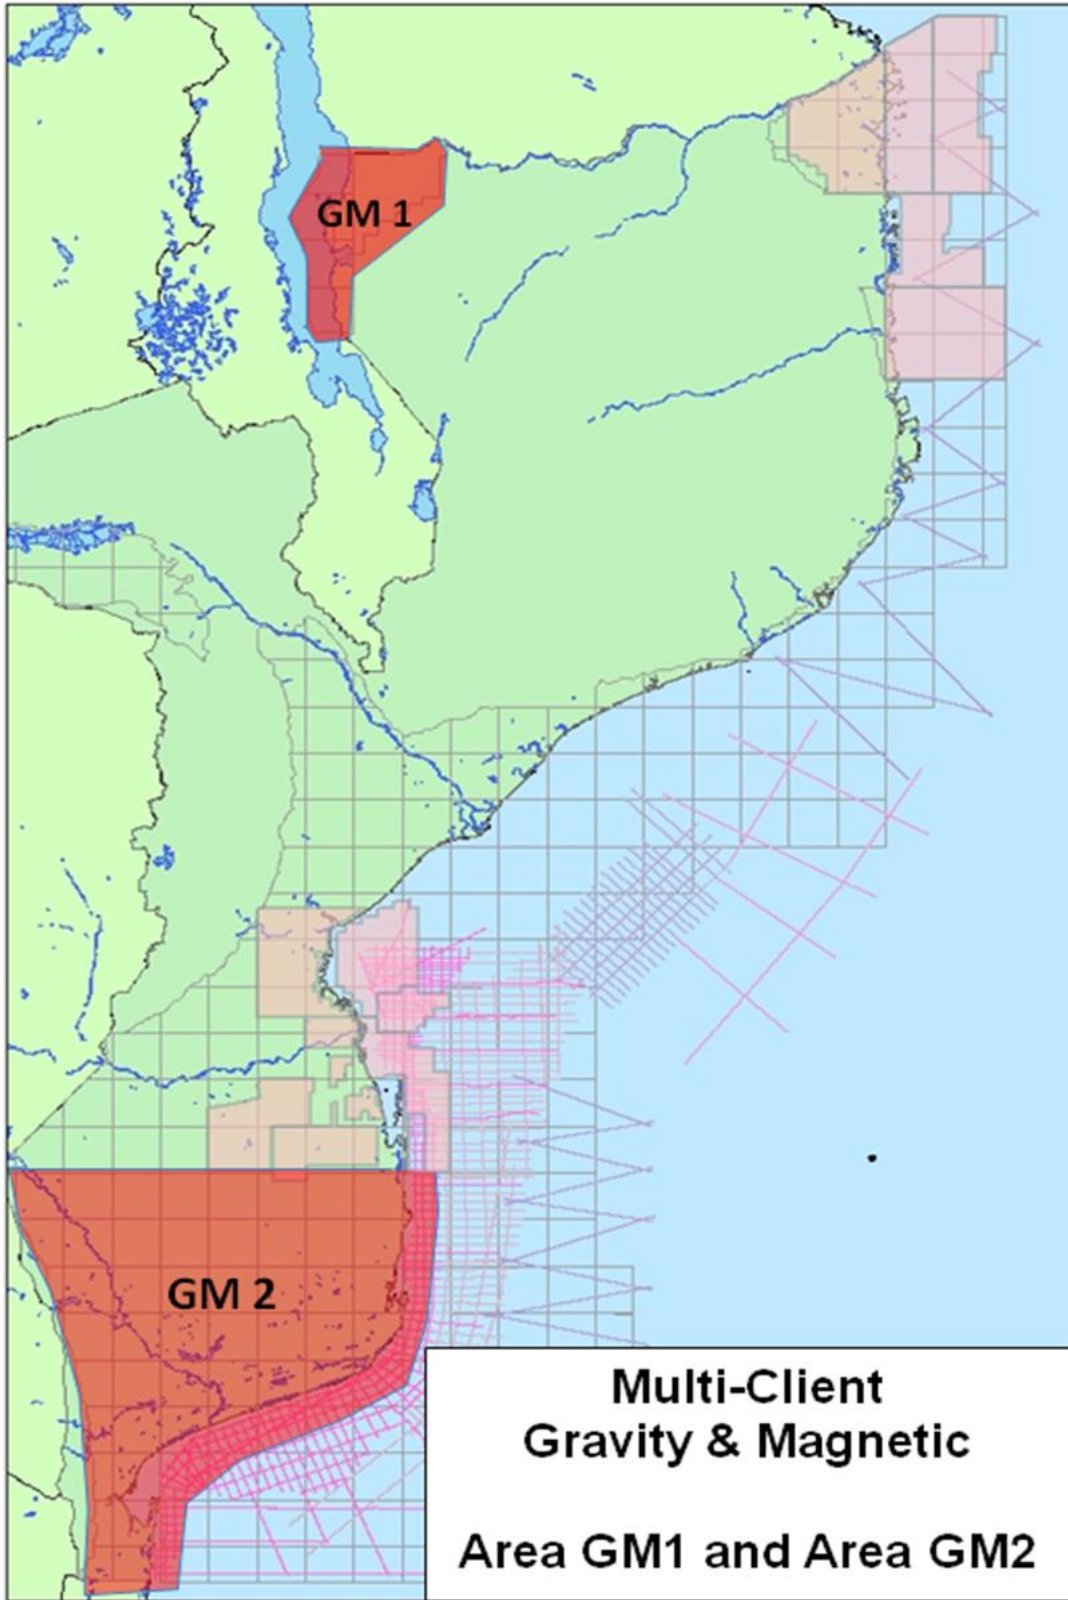 GM 1
GM 2
Multi-Client
Gravity & Magnetic
Area GM1 and Area GM2